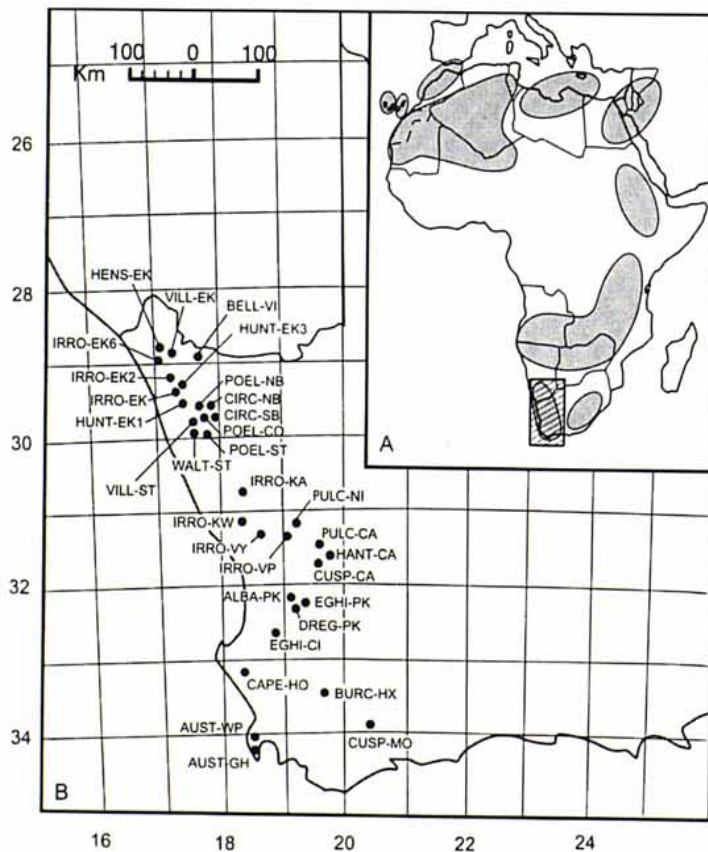 100 0 100
Km
26
28
30
32
34
16 18 20 22 24
HENS-EK
VILL-EK
BELL-VI
HUNT-EK3
IRRO-EK6
IRRO-EK2
POEL-NB
IRRO-EK
CIRC-NB
HUNT-EK1
CIRC-SB
POEL-CO
POEL-ST
WALT-ST
VILL-ST
IRRO-KA
PULC-NI
IRRO-KW
PULC-CA
IRRO-VY
HANT-CA
IRRO-VP
CUSP-CA
ALBA-PK
EGHI-PK
DREG-PK
EGHI-CI
CAPE-HO
BURC-HX
AUST-WP
CUSP-MO
AUST-GH
A
B